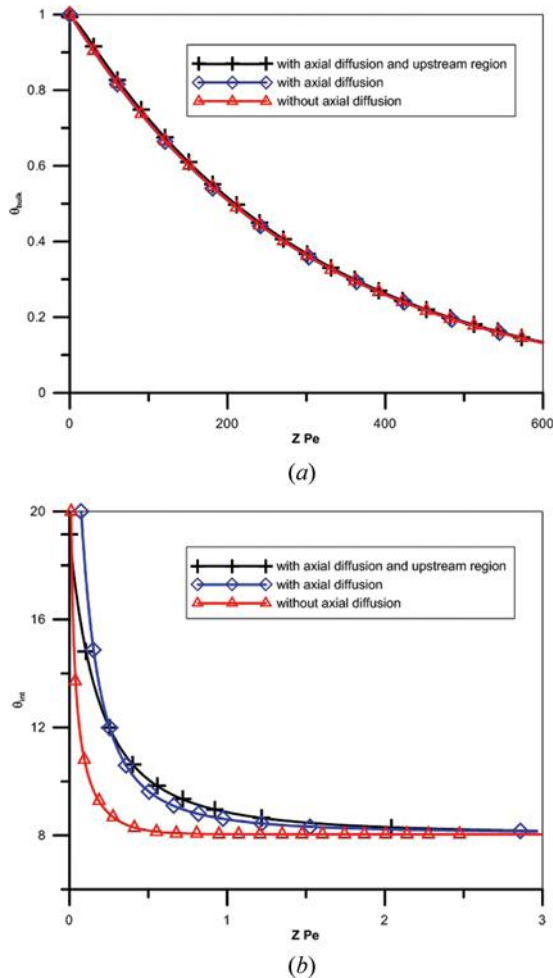 1
0.8
0.6
0.4
0.2
0
θbulk
with axial diffusion and upstream region
with axial diffusion
without axial diffusion
0 200 400 600
Z Pe
(a)
20
16
12
8
θint
with axial diffusion and upstream region
with axial diffusion
without axial diffusion
0 1 2 3
Z Pe
(b)